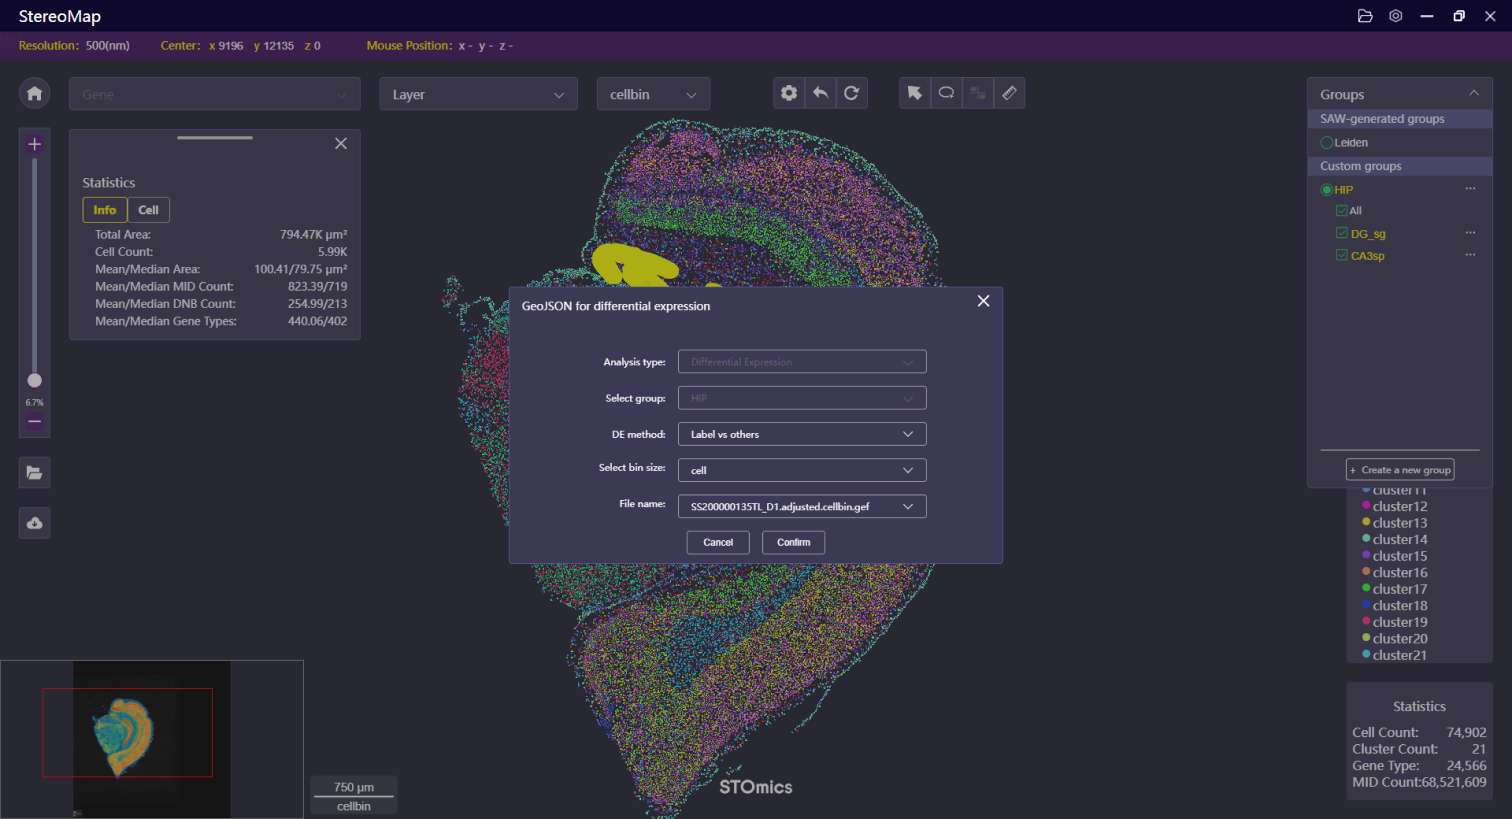 StereoMap
Resolution: 500(nm) Center: x 9196 y 12135 z 0 Mouse Position: x - y - z -
Gene
Layer
cellbin
Groups
SAW-generated groups
Leiden
Custom groups
HIP
All
DG_sg
CA3sp
+ Create a new group
Statistics
Info Cell
Total Area: 794.47K μm²
Cell Count: 5.99K
Mean/Median Area: 100.41/79.75 μm²
Mean/Median MID Count: 823.39/719
Mean/Median DNB Count: 254.99/213
Mean/Median Gene Types: 440.06/402
6.7%
GeoJSON for differential expression
Analysis type: Differential Expression
Select group: HIP
DE method: Label vs others
Select bin size: cell
File name: SS200000135TL_D1.adjusted.cellbin.gef
Cancel Confirm
cluster11
cluster12
cluster13
cluster14
cluster15
cluster16
cluster17
cluster18
cluster19
cluster20
cluster21
Statistics
Cell Count: 74,902
Cluster Count: 21
Gene Type: 24,566
MID Count:68,521,609
750 μm
cellbin
STOmics